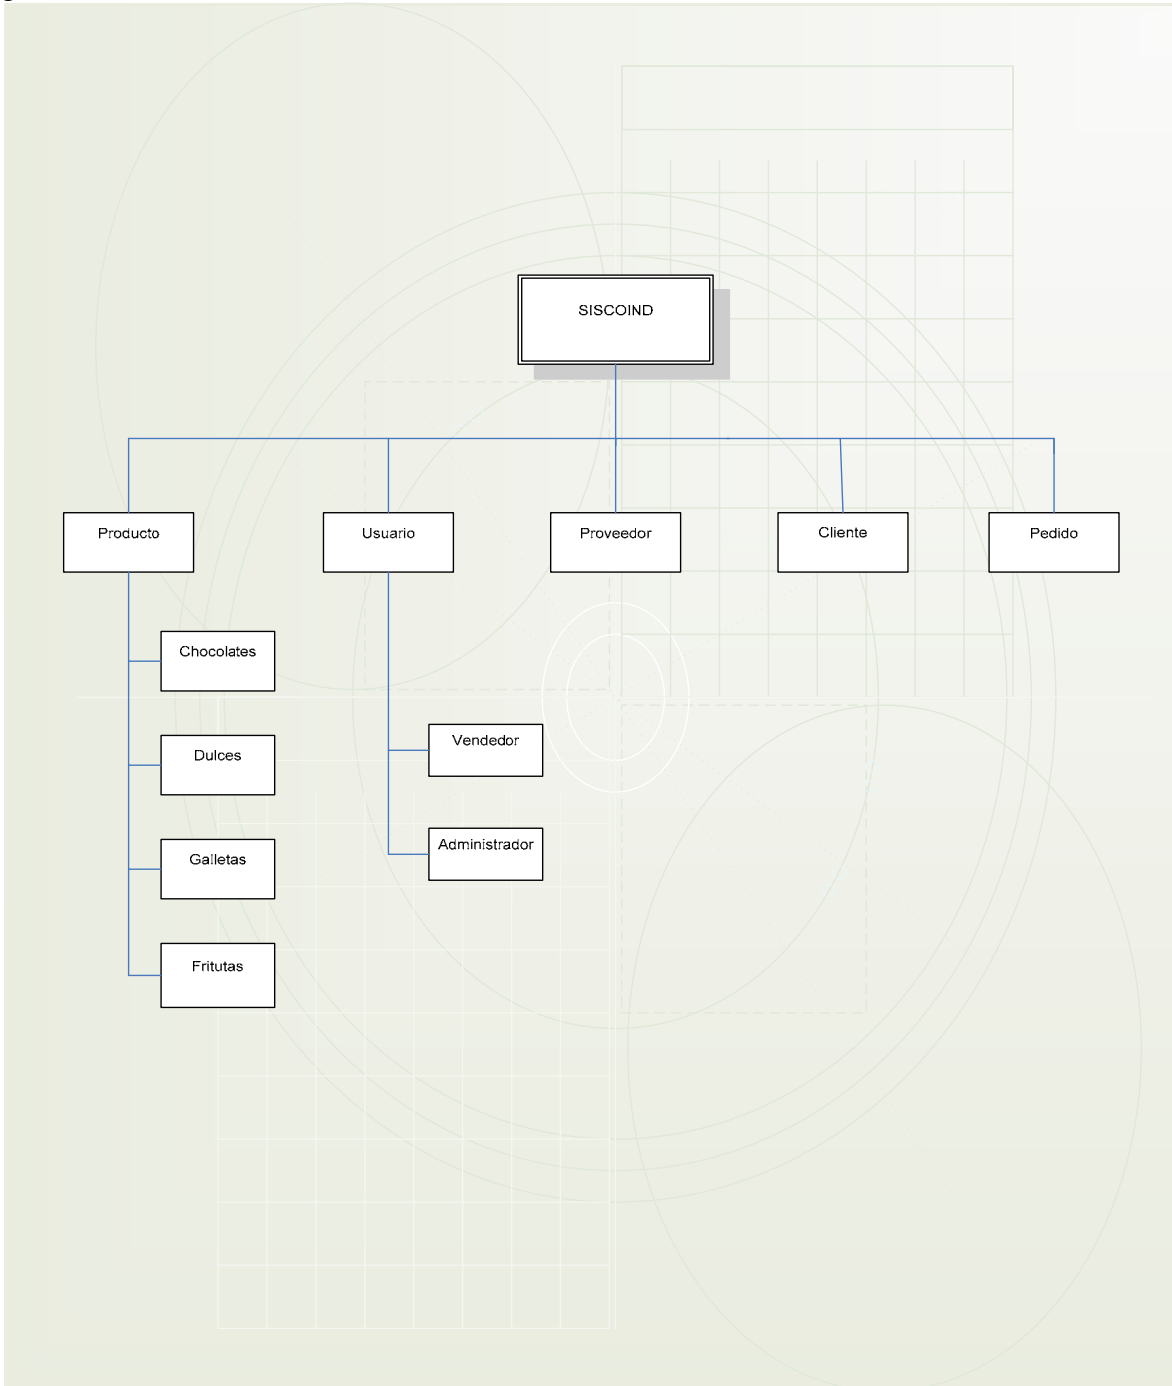 SISCOIND
Producto
Usuario
Proveedor
Cliente
Pedido
Chocolates
Dulces
Galletas
Fritutas
Vendedor
Administrador